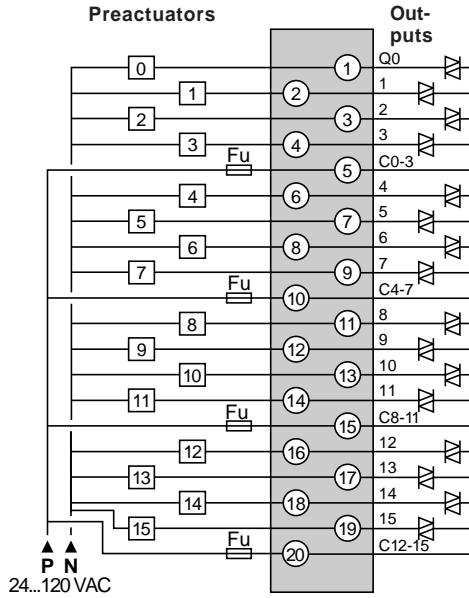 Preactuators Out-
puts
0 1 Q0
1 2 1
2 3 2
3 4 3
Fu 5 C0-3
4 6 4
5 7 5
6 8 6
7 9 7
Fu 10 C4-7
8 11 8
9 12 9
10 13 10
11 14 11
Fu 15 C8-11
12 16 12
13 17 13
14 18 14
15 19 15
Fu 20 C12-15
P N
24...120 VAC